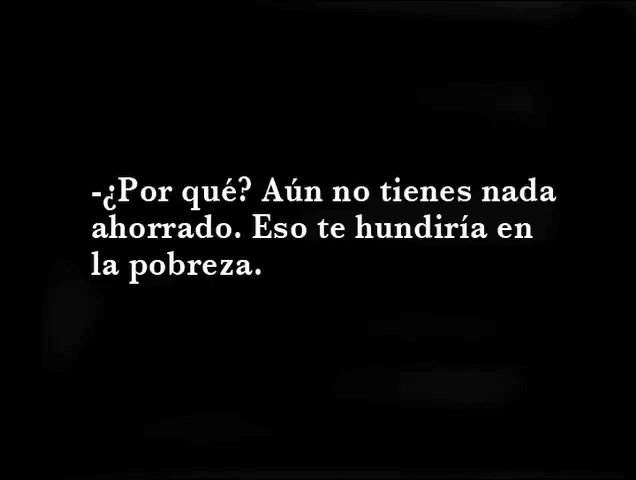 -¿Por qué? Aún no tienes nada
ahorrado. Eso te hundiría en
la pobreza.